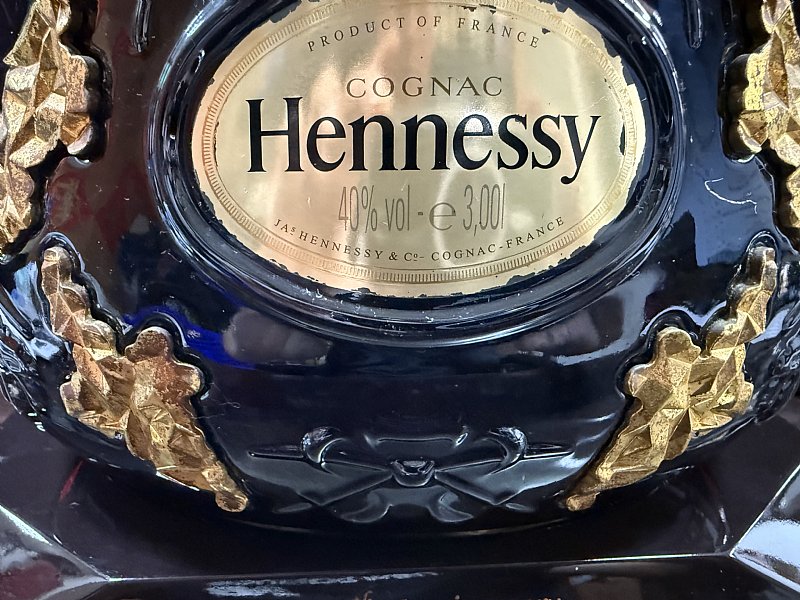 PRODUCT OF FRANCE
COGNAC
Hennessy
40% vol - e 3,00l
JAS HENNESSY & Co - COGNAC - FRANCE